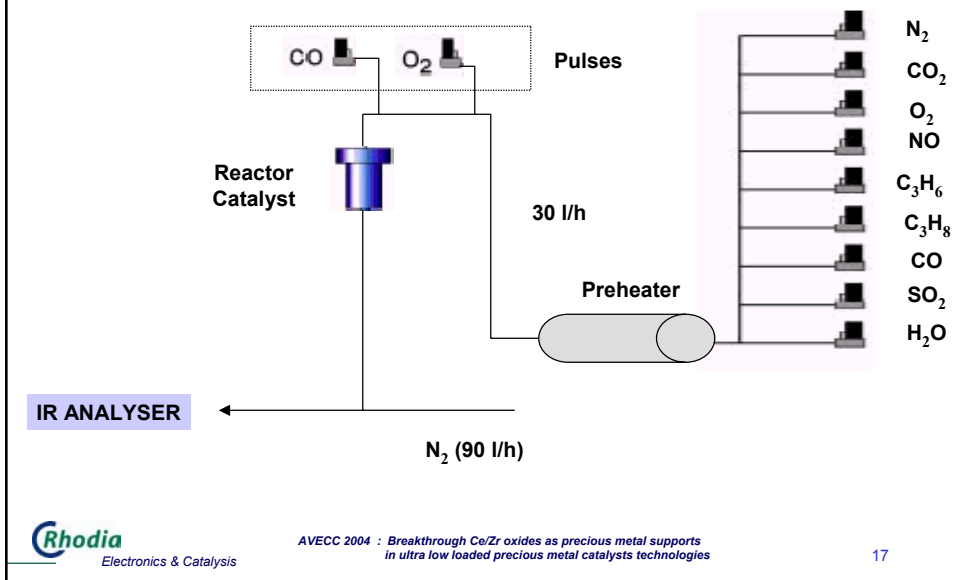 CO
O₂
Pulses
N₂
CO₂
O₂
NO
C₃H₆
C₃H₈
CO
SO₂
H₂O
Reactor
Catalyst
30 l/h
Preheater
IR ANALYSER
N₂ (90 l/h)
Rhodia
Electronics & Catalysis
AVECC 2004 : Breakthrough Ce/Zr oxides as precious metal supports
in ultra low loaded precious metal catalysts technologies
17